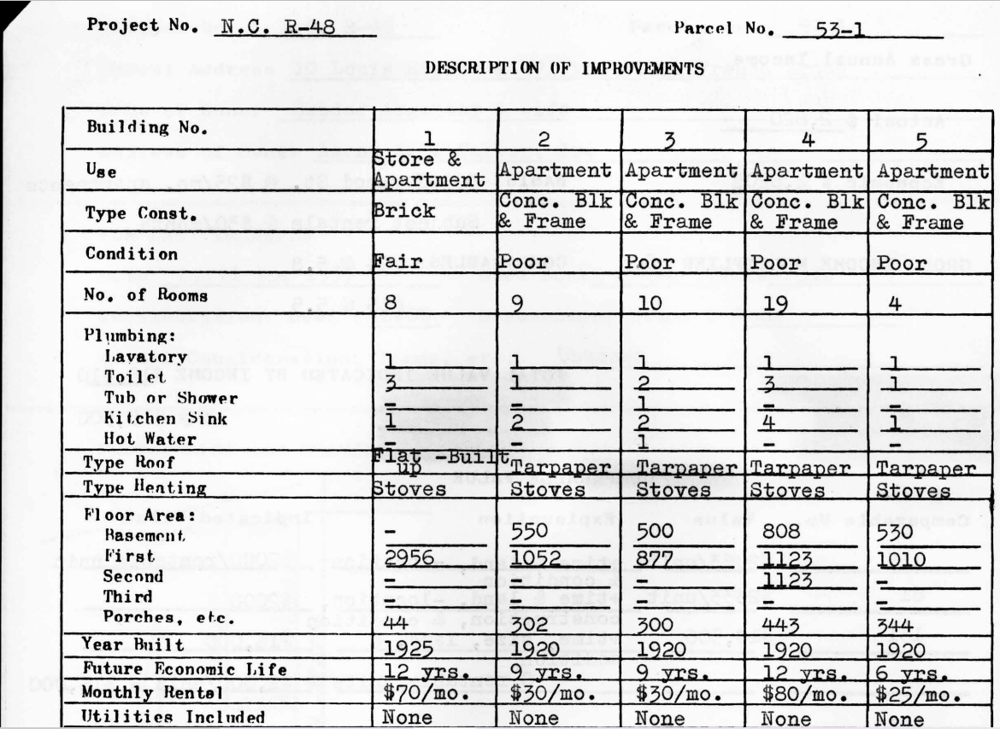 Project No. N.C. R-48 Parcel No. 53-1
DESCRIPTION OF IMPROVEMENTS
Building No. 1 2 3 4 5
Use Store & Apartment Apartment Apartment Apartment Apartment
Type Const. Brick Conc. Blk & Frame Conc. Blk & Frame Conc. Blk & Frame Conc. Blk & Frame
Condition Fair Poor Poor Poor Poor
No. of Rooms 8 9 10 19 4
Plumbing:
Lavatory 1 1 1 1 1
Toilet 3 1 2 3 1
Tub or Shower - - 1 - -
Kitchen Sink 1 2 2 4 1
Hot Water - - 1 - -
Type Roof Flat -Built up Tarpaper Tarpaper Tarpaper Tarpaper
Type Heating Stoves Stoves Stoves Stoves Stoves
Floor Area:
Basement - 550 500 808 530
First 2956 1052 877 1123 1010
Second - - - 1123 -
Third - - - - -
Porches, etc. 44 302 300 443 344
Year Built 1925 1920 1920 1920 1920
Future Economic Life 12 yrs. 9 yrs. 9 yrs. 12 yrs. 6 yrs.
Monthly Rental $70/mo. $30/mo. $30/mo. $80/mo. $25/mo.
Utilities Included None None None None None